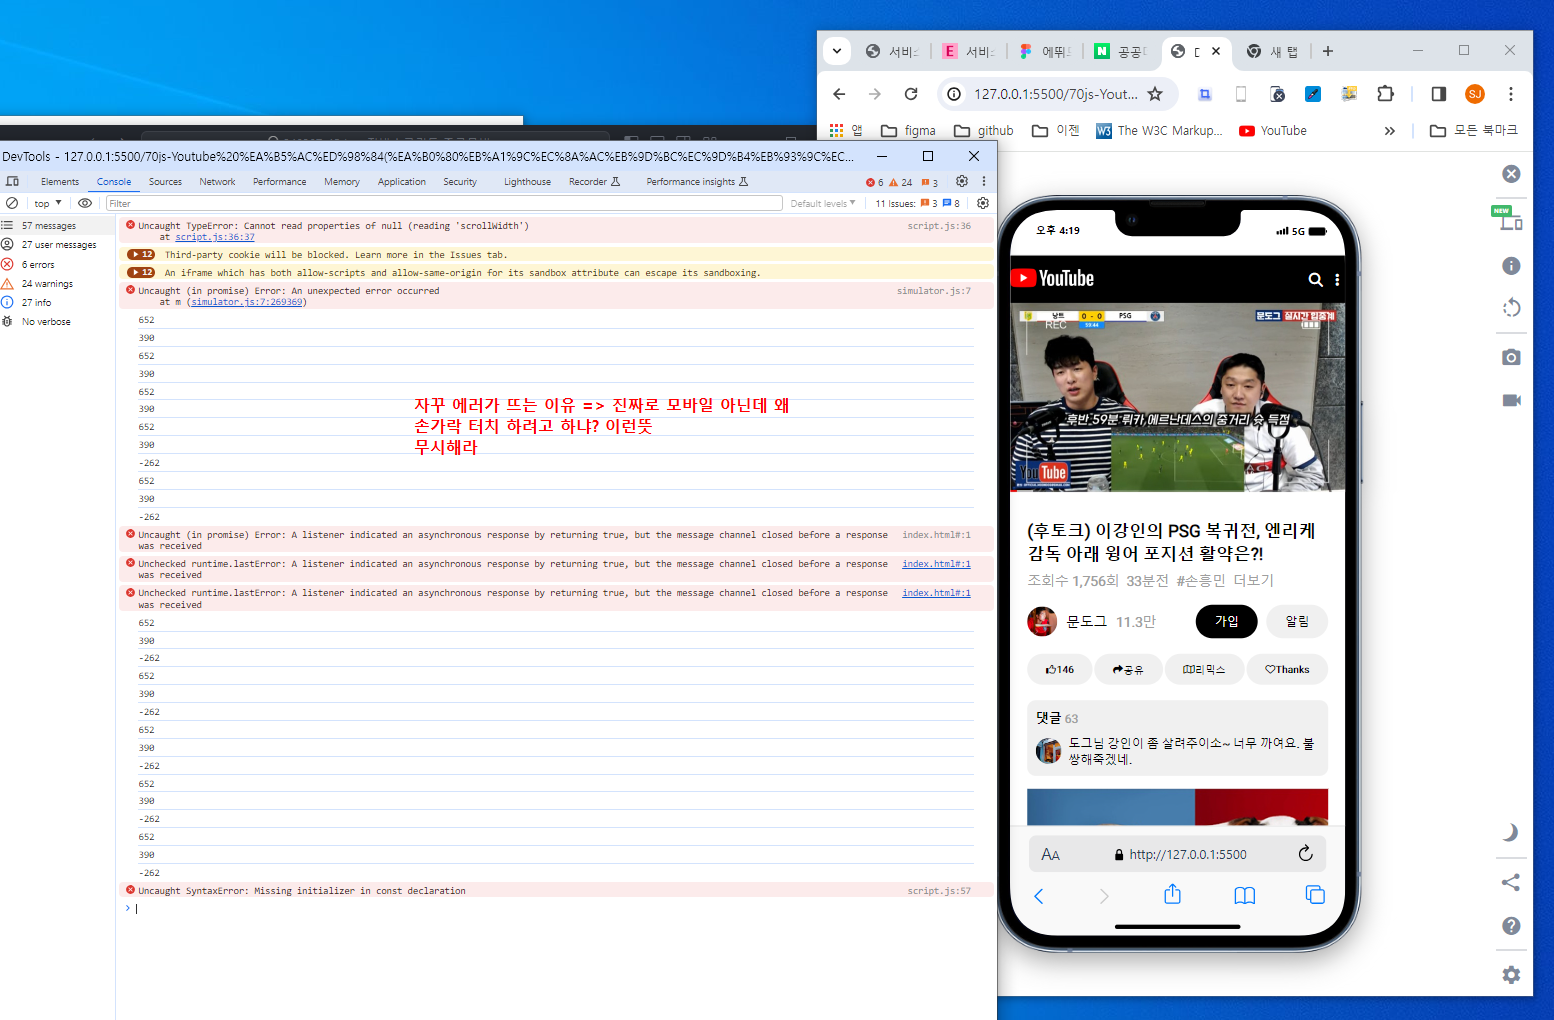 DevTools - 127.0.0.1:5500/70js-Youtube%20%EA%B5%AC%ED%98%84(%EA%B0%80%EB%A1%9C%EC%8A%AC%EB%9D%BC%EC%9D%B4%EB%93%9C%EC...
Elements Console Sources Network Performance Memory Application Security Lighthouse Recorder Performance insights 6 24 3
top Filter Default levels 11 Issues: 3 8
57 messages
27 user messages
6 errors
24 warnings
27 info
No verbose
Uncaught TypeError: Cannot read properties of null (reading 'scrollWidth') script.js:36
at script.js:36:37
12 Third-party cookie will be blocked. Learn more in the Issues tab.
12 An iframe which has both allow-scripts and allow-same-origin for its sandbox attribute can escape its sandboxing.
Uncaught (in promise) Error: An unexpected error occurred simulator.js:7
at m (simulator.js:7:269369)
652
390
652
390
652
390
652
390
-262
652
390
-262
자꾸 에러가 뜨는 이유 => 진짜로 모바일 아닌데 왜
손가락 터치 하려고 하냐? 이런뜻
무시해라
Uncaught (in promise) Error: A listener indicated an asynchronous response by returning true, but the message channel closed before a response index.html#:1
was received
Unchecked runtime.lastError: A listener indicated an asynchronous response by returning true, but the message channel closed before a response index.html#:1
was received
Unchecked runtime.lastError: A listener indicated an asynchronous response by returning true, but the message channel closed before a response index.html#:1
was received
652
390
-262
652
390
-262
652
390
-262
652
390
-262
652
390
-262
Uncaught SyntaxError: Missing initializer in const declaration script.js:57
서비스 E 서비스 에뛰드 N 공공 D 새 탭
127.0.0.1:5500/70js-Yout... SJ
앱 figma github 이젠 W3 The W3C Markup... YouTube » 모든 북마크
NEW
오후 4:19 5G
YouTube
낭트 0 - 0 PSG 문도그 실시간 입중계
REC 59:44
후반 59분 뤼카 에르난데스의 중거리 슛 득점
YouTube
(후토크) 이강인의 PSG 복귀전, 엔리케
감독 아래 윙어 포지션 활약은?!
조회수 1,756회 33분전 #손흥민 더보기
문도그 11.3만 가입 알림
146 공유 리믹스 Thanks
댓글 63
도그님 강인이 좀 살려주이소~ 너무 까여요. 불
쌍해죽겠네.
AA http://127.0.0.1:5500